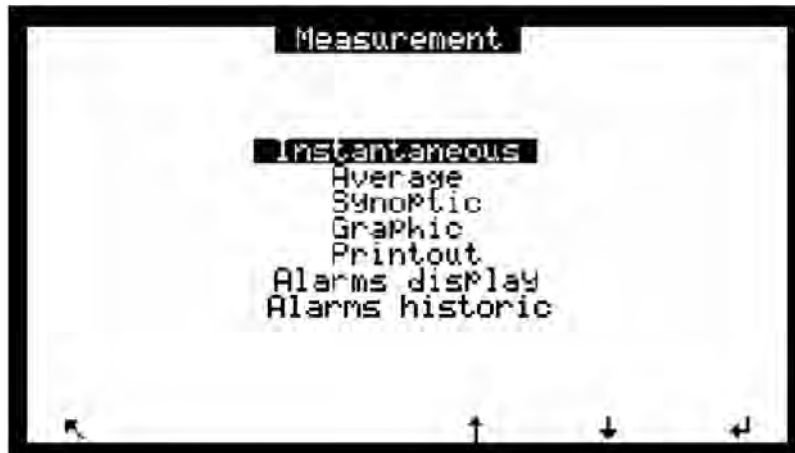 Measurement
Instantaneous
Average
Synoptic
Graphic
Printout
Alarms display
Alarms historic